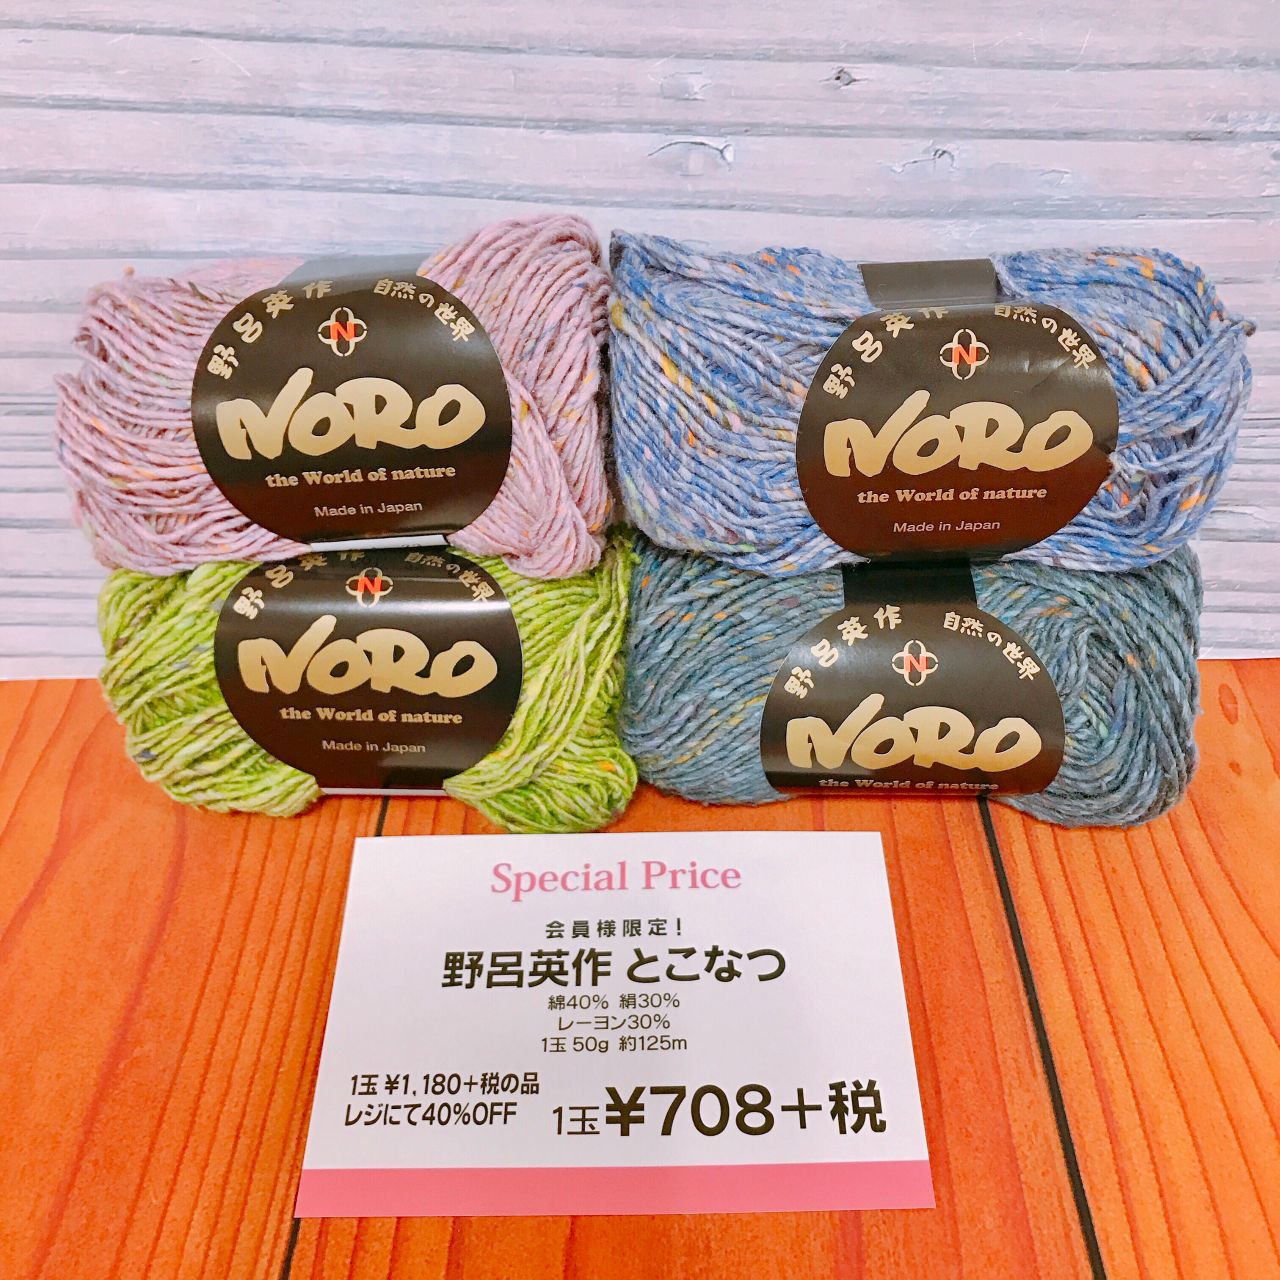 野呂英作 自然の世界
N
NORO
the World of nature
Made in Japan
野呂英作 自然の世界
N
NORO
the World of nature
Made in Japan
野呂英作 自然の世界
N
NORO
the World of nature
Made in Japan
野呂英作 自然の世界
N
NORO
the World of nature
Special Price
会員様限定!
野呂英作 とこなつ
綿40% 絹30%
レーヨン30%
1玉 50g 約125m
1玉 ¥1,180+税の品
レジにて40%OFF
1玉¥708+税